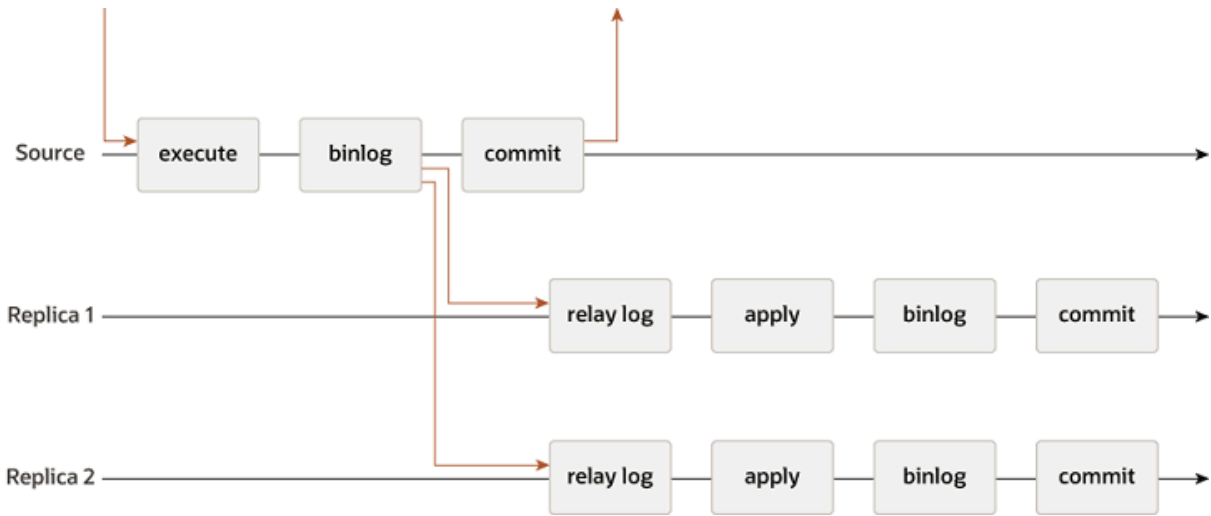 Source execute binlog commit
Replica 1 relay log apply binlog commit
Replica 2 relay log apply binlog commit